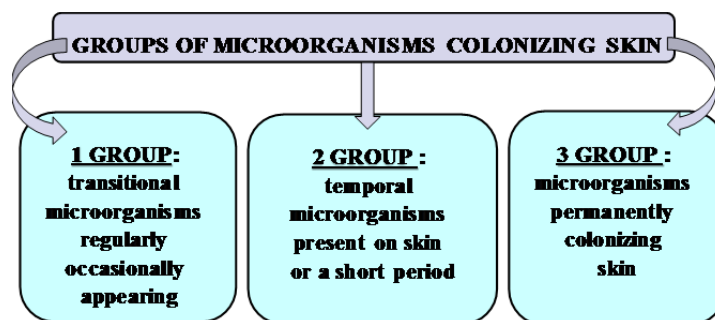 GROUPS OF MICROORGANISMS COLONIZING SKIN
1 GROUP:
transitional
microorganisms
regularly
occasionally
appearing
2 GROUP :
temporal
microorganisms
present on skin
or a short period
3 GROUP :
microorganisms
permanently
colonizing
skin